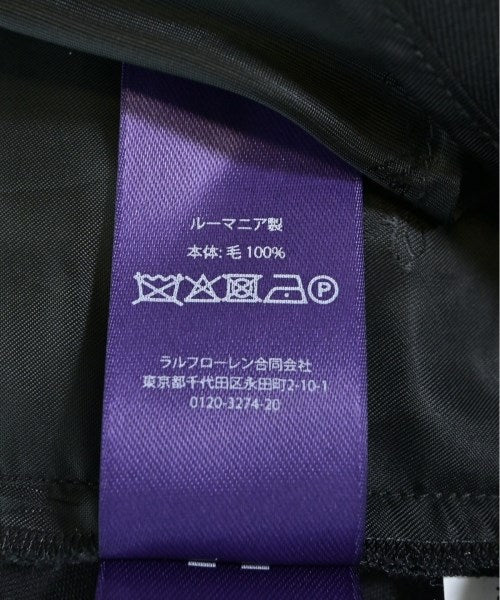 ルーマニア製
本体: 毛 100%
P
ラルフローレン合同会社
東京都千代田区永田町2-10-1
0120-3274-20